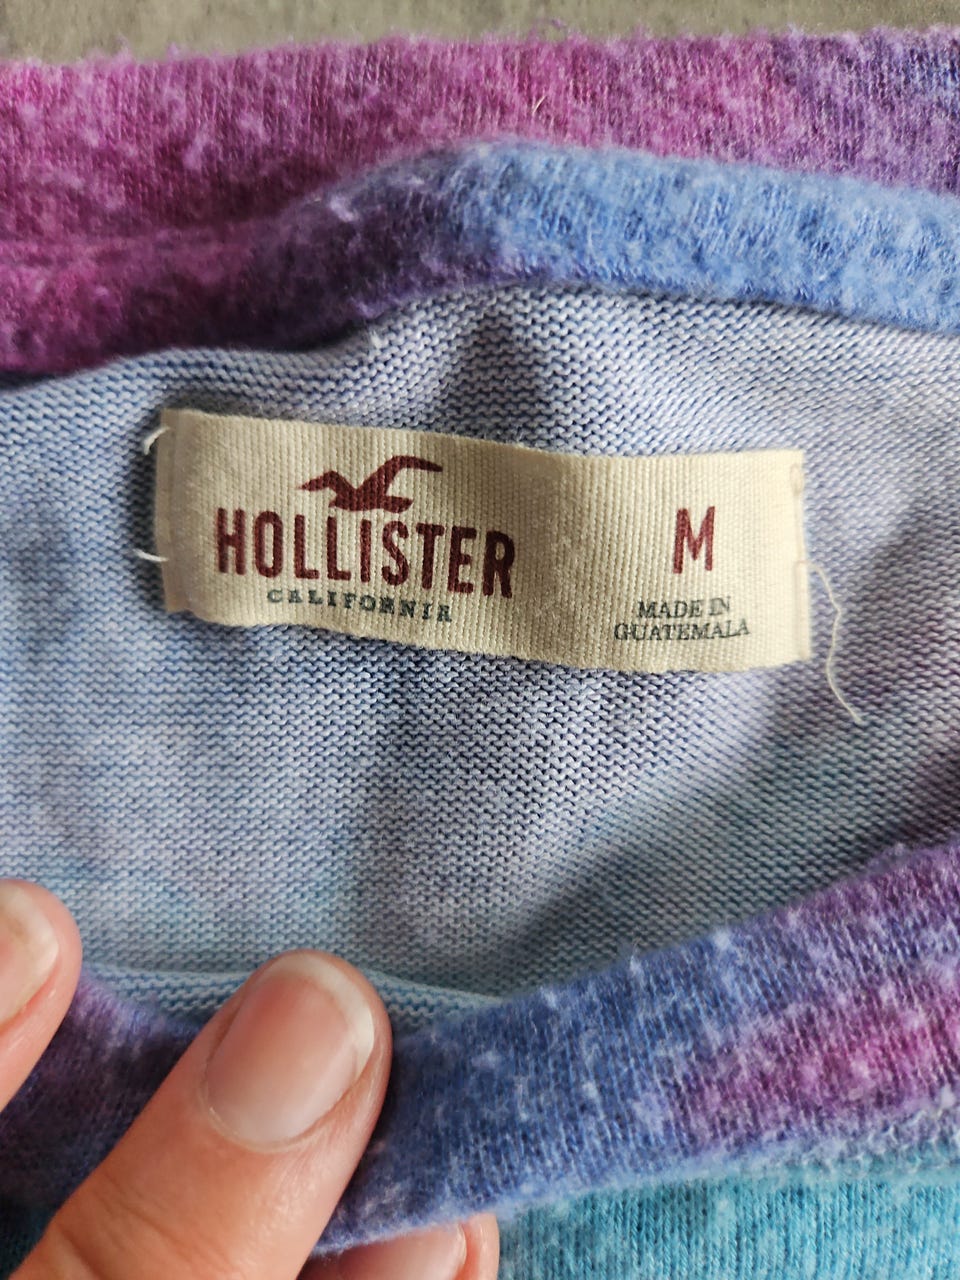 HOLLISTER
CALIFORNIA
M
MADE IN
GUATEMALA